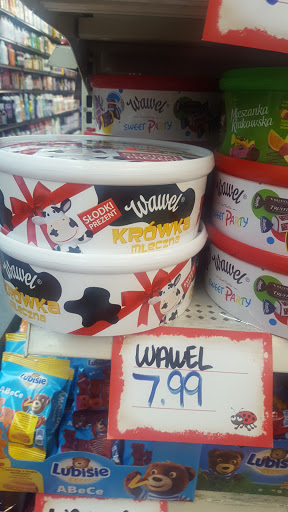 Wawel
SWEET PARTY
Mieszanka
Krakowska
SŁODKI
PREZENT
Wawel
KRÓWKA
MLECZNA
Wawel
SWEET PARTY
Wawel
KRÓWKA
MLECZNA
Wawel
SWEET PARTY
WAWEL
7.99
Lubisie
ABeCe
Lubisie
ABeCe
Lubisie